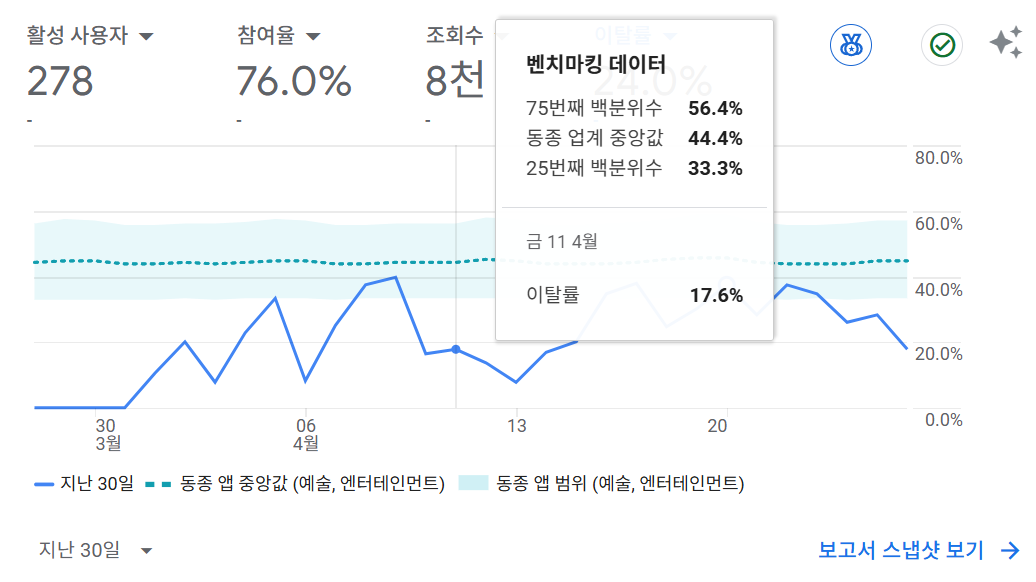 활성 사용자 참여율 조회수 이탈률
278 76.0% 8천 24.0%
- - -
벤치마킹 데이터
75번째 백분위수 56.4%
동종 업계 중앙값 44.4%
25번째 백분위수 33.3%
금 11 4월
이탈률 17.6%
80.0%
60.0%
40.0%
20.0%
0.0%
30 06 13 20
3월 4월
지난 30일 동종 앱 중앙값 (예술, 엔터테인먼트) 동종 앱 범위 (예술, 엔터테인먼트)
지난 30일 보고서 스냅샷 보기